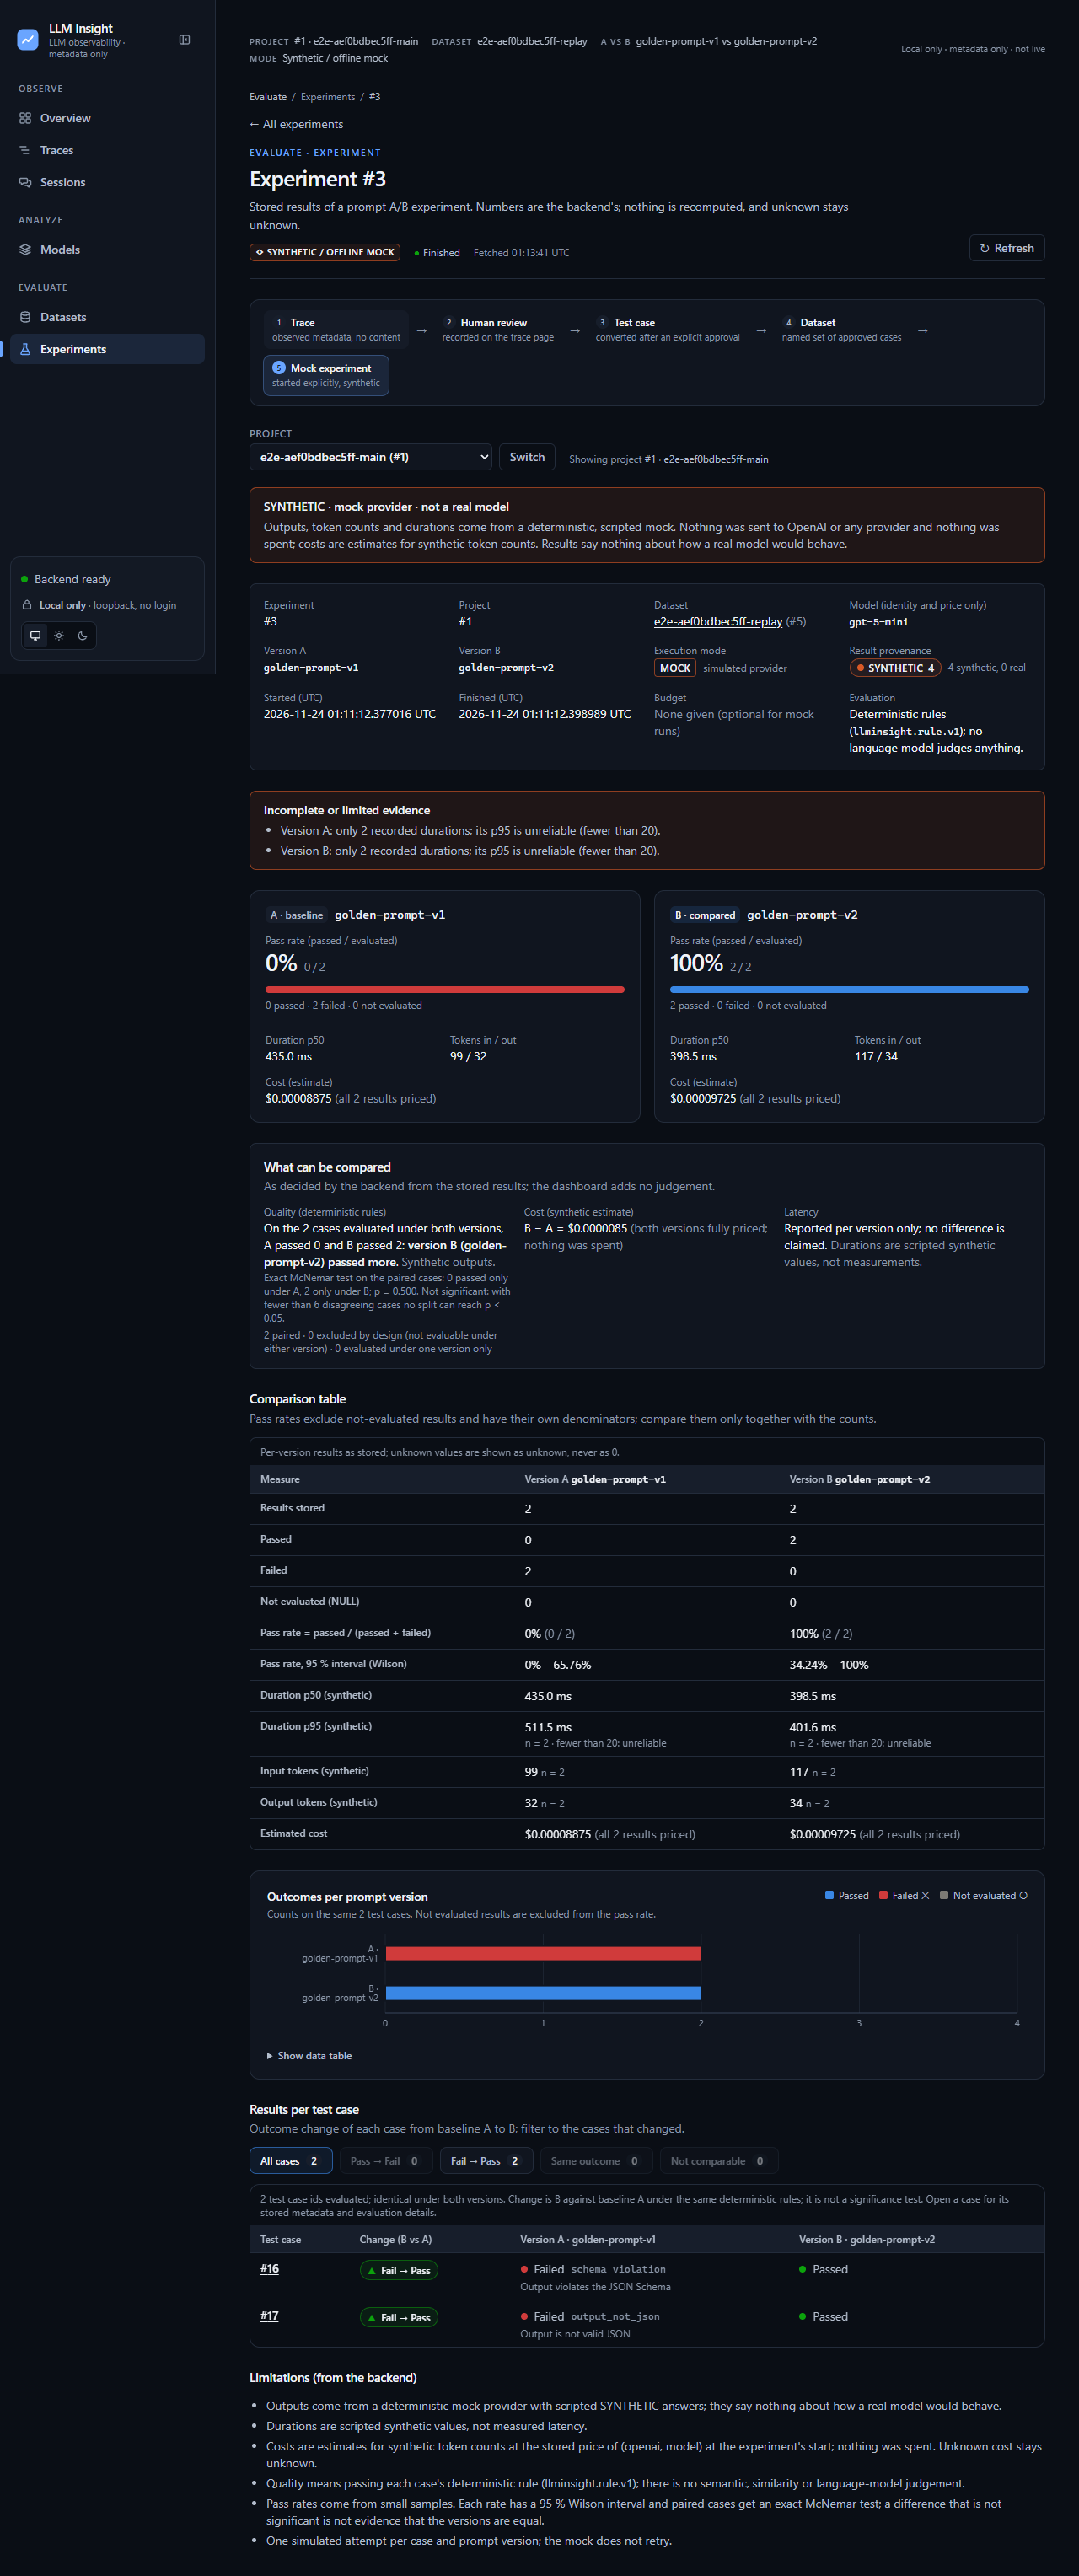 LLM Insight
LLM observability ·
metadata only
OBSERVE
Overview
Traces
Sessions
ANALYZE
Models
EVALUATE
Datasets
Experiments
Backend ready
Local only · loopback, no login
PROJECT #1 · e2e-aef0bdbec5ff-main DATASET e2e-aef0bdbec5ff-replay A VS B golden-prompt-v1 vs golden-prompt-v2
MODE Synthetic / offline mock
Local only · metadata only · not live
Evaluate / Experiments / #3
← All experiments
EVALUATE · EXPERIMENT
Experiment #3
Stored results of a prompt A/B experiment. Numbers are the backend's; nothing is recomputed, and unknown stays
unknown.
SYNTHETIC / OFFLINE MOCK Finished Fetched 01:13:41 UTC
↻ Refresh
1 Trace
observed metadata, no content
→
2 Human review
recorded on the trace page
→
3 Test case
converted after an explicit approval
→
4 Dataset
named set of approved cases
→
5 Mock experiment
started explicitly, synthetic
PROJECT
e2e-aef0bdbec5ff-main (#1) Switch Showing project #1 · e2e-aef0bdbec5ff-main
SYNTHETIC · mock provider · not a real model
Outputs, token counts and durations come from a deterministic, scripted mock. Nothing was sent to OpenAI or any provider and nothing was
spent; costs are estimates for synthetic token counts. Results say nothing about how a real model would behave.
Experiment
#3
Project
#1
Dataset
e2e-aef0bdbec5ff-replay (#5)
Model (identity and price only)
gpt-5-mini
Version A
golden-prompt-v1
Version B
golden-prompt-v2
Execution mode
MOCK simulated provider
Result provenance
SYNTHETIC 4 4 synthetic, 0 real
Started (UTC)
2026-11-24 01:11:12.377016 UTC
Finished (UTC)
2026-11-24 01:11:12.398989 UTC
Budget
None given (optional for mock
runs)
Evaluation
Deterministic rules
(llminsight.rule.v1); no
language model judges anything.
Incomplete or limited evidence
• Version A: only 2 recorded durations; its p95 is unreliable (fewer than 20).
• Version B: only 2 recorded durations; its p95 is unreliable (fewer than 20).
A · baseline golden-prompt-v1
Pass rate (passed / evaluated)
0% 0 / 2
0 passed · 2 failed · 0 not evaluated
Duration p50
435.0 ms
Tokens in / out
99 / 32
Cost (estimate)
$0.00008875 (all 2 results priced)
B · compared golden-prompt-v2
Pass rate (passed / evaluated)
100% 2 / 2
2 passed · 0 failed · 0 not evaluated
Duration p50
398.5 ms
Tokens in / out
117 / 34
Cost (estimate)
$0.00009725 (all 2 results priced)
What can be compared
As decided by the backend from the stored results; the dashboard adds no judgement.
Quality (deterministic rules)
On the 2 cases evaluated under both versions,
A passed 0 and B passed 2: version B (golden-
prompt-v2) passed more. Synthetic outputs.
Exact McNemar test on the paired cases: 0 passed only
under A, 2 only under B; p = 0.500. Not significant: with
fewer than 6 disagreeing cases no split can reach p <
0.05.
2 paired · 0 excluded by design (not evaluable under
either version) · 0 evaluated under one version only
Cost (synthetic estimate)
B − A = $0.0000085 (both versions fully priced;
nothing was spent)
Latency
Reported per version only; no difference is
claimed. Durations are scripted synthetic
values, not measurements.
Comparison table
Pass rates exclude not-evaluated results and have their own denominators; compare them only together with the counts.
Per-version results as stored; unknown values are shown as unknown, never as 0.
Measure Version A golden-prompt-v1 Version B golden-prompt-v2
Results stored 2 2
Passed 0 2
Failed 2 0
Not evaluated (NULL) 0 0
Pass rate = passed / (passed + failed) 0% (0 / 2) 100% (2 / 2)
Pass rate, 95 % interval (Wilson) 0% – 65.76% 34.24% – 100%
Duration p50 (synthetic) 435.0 ms 398.5 ms
Duration p95 (synthetic) 511.5 ms 401.6 ms
n = 2 · fewer than 20: unreliable n = 2 · fewer than 20: unreliable
Input tokens (synthetic) 99 n = 2 117 n = 2
Output tokens (synthetic) 32 n = 2 34 n = 2
Estimated cost $0.00008875 (all 2 results priced) $0.00009725 (all 2 results priced)
Outcomes per prompt version
Passed Failed Not evaluated
Counts on the same 2 test cases. Not evaluated results are excluded from the pass rate.
A ·
golden-prompt-v1
B ·
golden-prompt-v2
0 1 2 3 4
Show data table
Results per test case
Outcome change of each case from baseline A to B; filter to the cases that changed.
All cases 2 Pass → Fail 0 Fail → Pass 2 Same outcome 0 Not comparable 0
2 test case ids evaluated; identical under both versions. Change is B against baseline A under the same deterministic rules; it is not a significance test. Open a case for its
stored metadata and evaluation details.
Test case Change (B vs A) Version A · golden-prompt-v1 Version B · golden-prompt-v2
#16 ▲ Fail → Pass Failed schema_violation Passed
Output violates the JSON Schema
#17 ▲ Fail → Pass Failed output_not_json Passed
Output is not valid JSON
Limitations (from the backend)
• Outputs come from a deterministic mock provider with scripted SYNTHETIC answers; they say nothing about how a real model would behave.
• Durations are scripted synthetic values, not measured latency.
• Costs are estimates for synthetic token counts at the stored price of (openai, model) at the experiment's start; nothing was spent. Unknown cost stays
unknown.
• Quality means passing each case's deterministic rule (llminsight.rule.v1); there is no semantic, similarity or language-model judgement.
• Pass rates come from small samples. Each rate has a 95 % Wilson interval and paired cases get an exact McNemar test; a difference that is not
significant is not evidence that the versions are equal.
• One simulated attempt per case and prompt version; the mock does not retry.